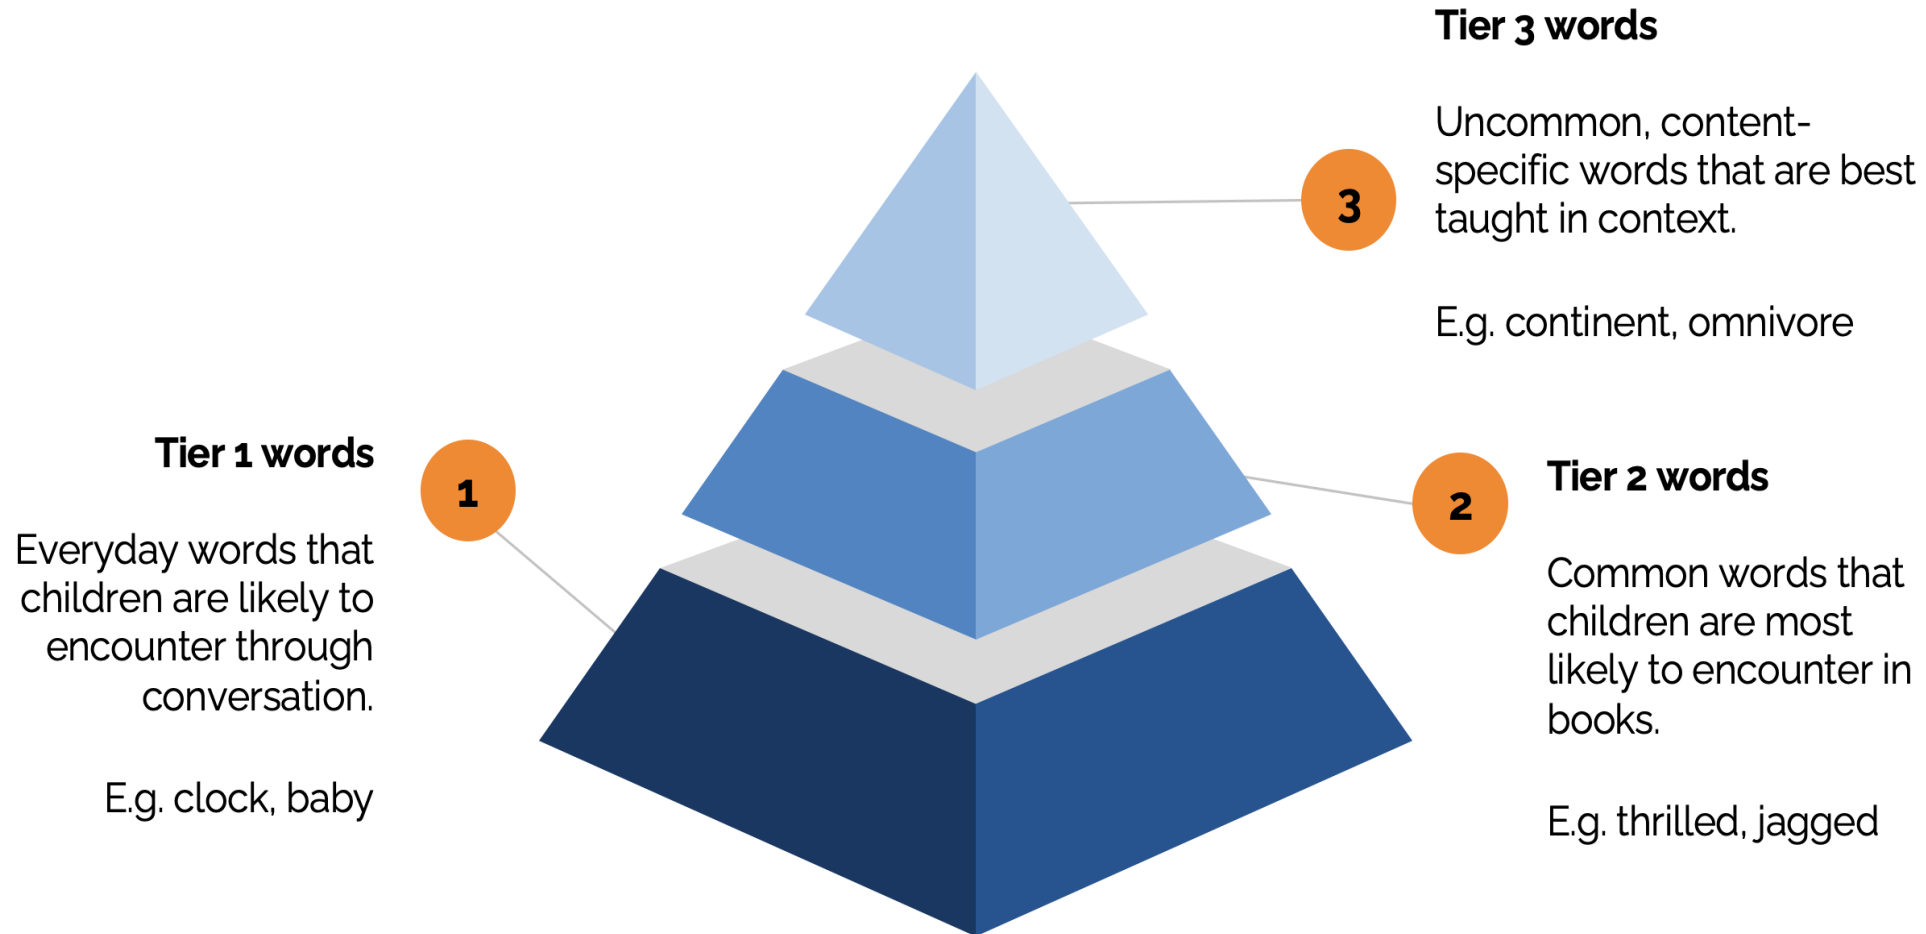 Tier 3 words
Uncommon, content-
specific words that are best
taught in context.
E.g. continent, omnivore
3
Tier 1 words
Everyday words that
children are likely to
encounter through
conversation.
E.g. clock, baby
1
2
Tier 2 words
Common words that
children are most
likely to encounter in
books.
E.g. thrilled, jagged